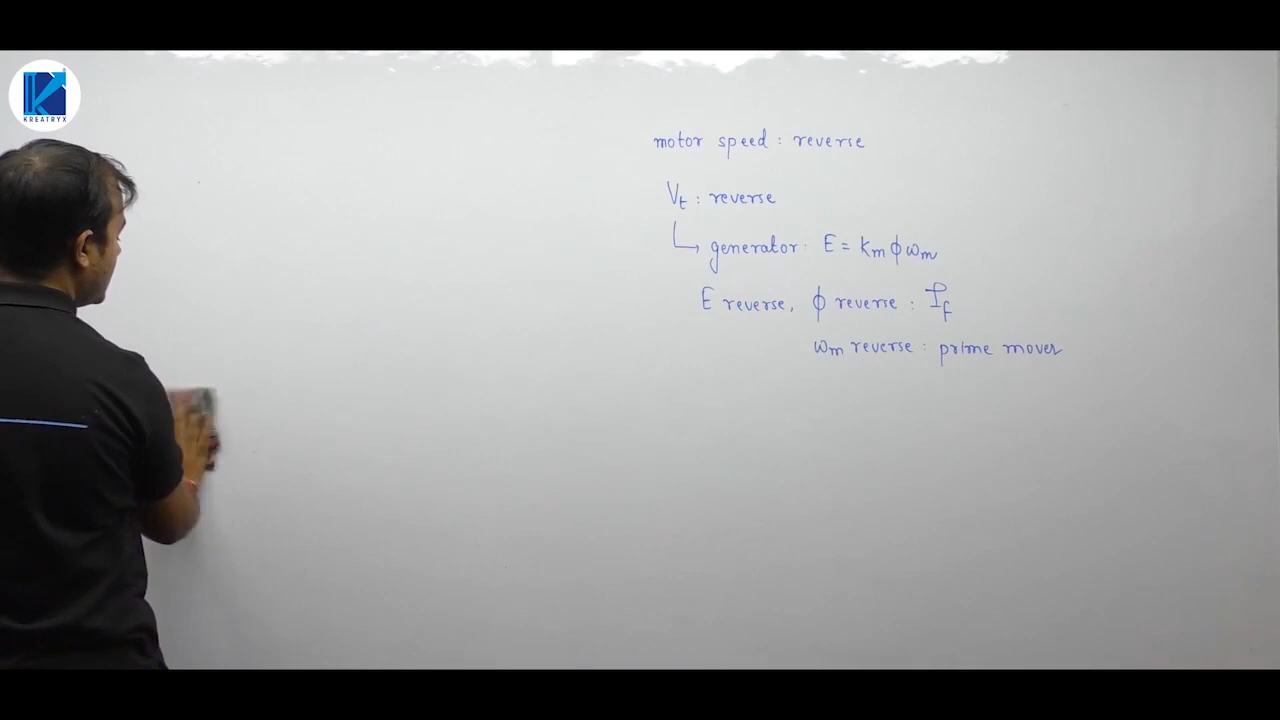 KREATRYX
motor speed : reverse
Vt : reverse
↳ generator : E = Km ϕ ωm
E reverse, ϕ reverse : If
ωm reverse : prime mover